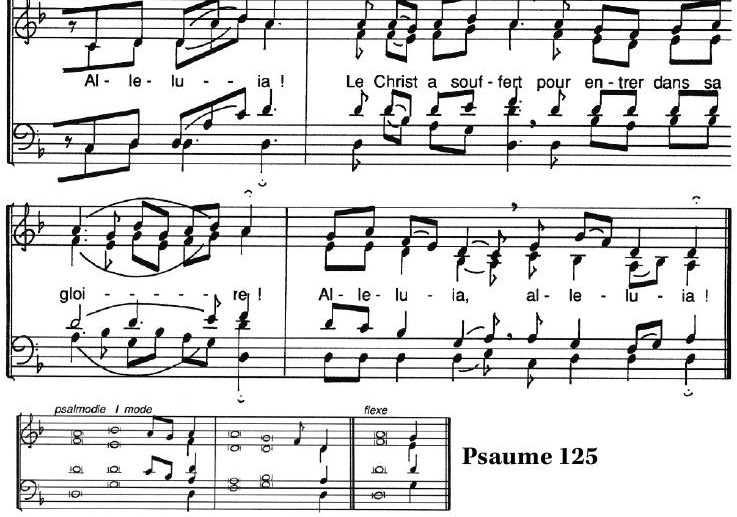 Al - le - lu - - ia ! Le Christ a souf - fert pour en - trer dans sa
gloi - - - - - re ! Al - le - lu - ia, al - le - lu - ia !
psalmodie I mode flexe
Psaume 125